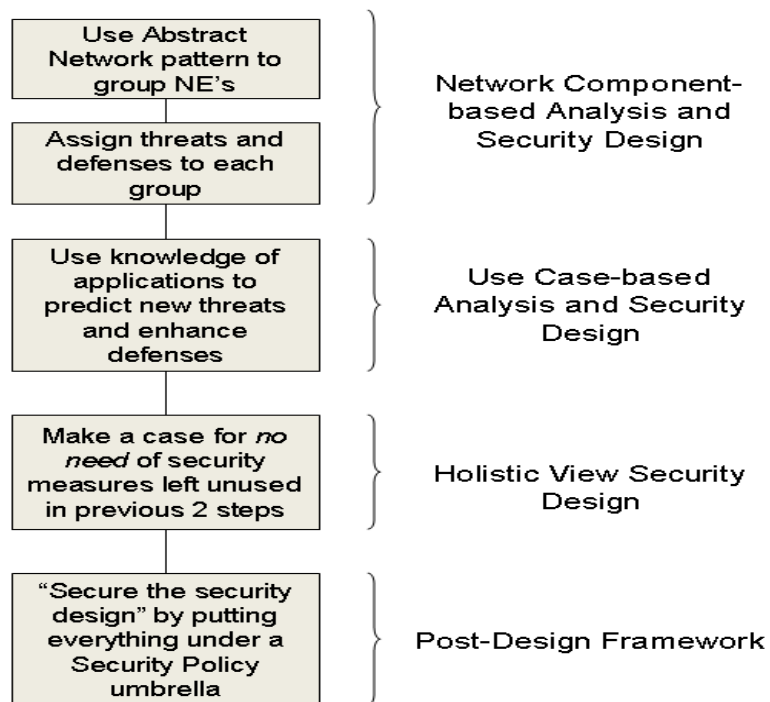 Use Abstract
Network pattern to
group NE's
Network Component-
based Analysis and
Security Design
Assign threats and
defenses to each
group
Use knowledge of
applications to
predict new threats
and enhance
defenses
Use Case-based
Analysis and Security
Design
Make a case for no
need of security
measures left unused
in previous 2 steps
Holistic View Security
Design
“Secure the security
design” by putting
everything under a
Security Policy
umbrella
Post-Design Framework